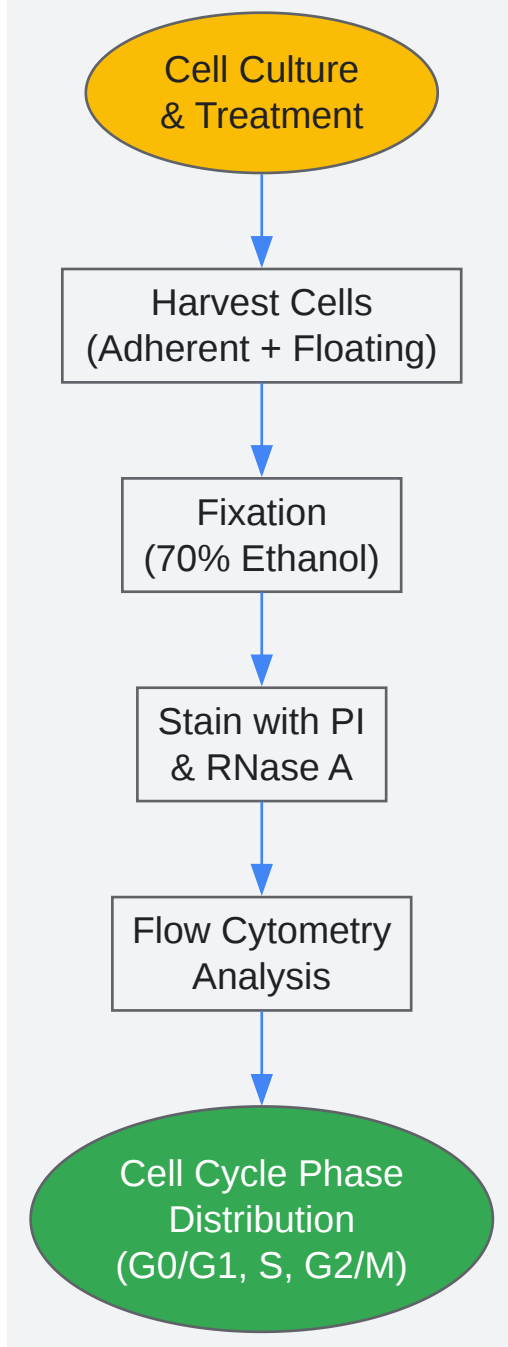 Cell Culture
& Treatment
Harvest Cells
(Adherent + Floating)
Fixation
(70% Ethanol)
Stain with PI
& RNase A
Flow Cytometry
Analysis
Cell Cycle Phase
Distribution
(G0/G1, S, G2/M)